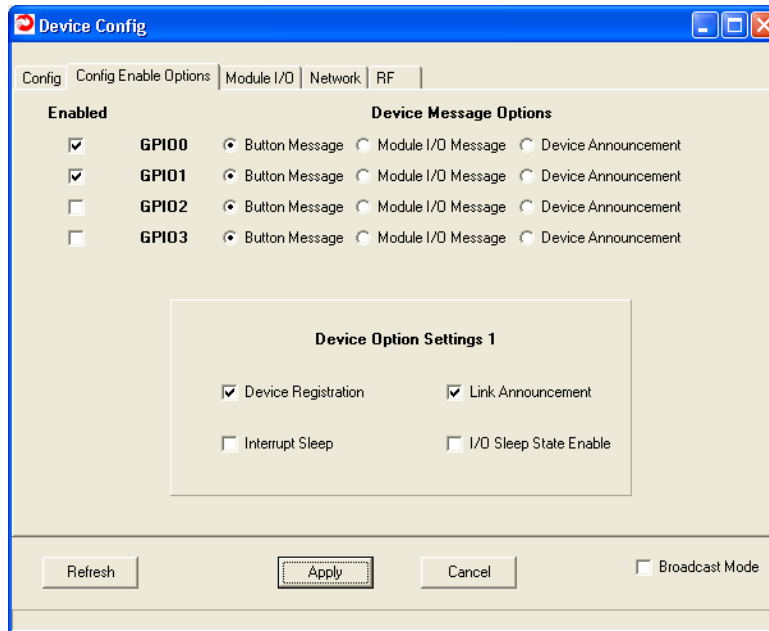 Device Config
Config Config Enable Options Module I/O Network RF
Enabled Device Message Options
GPIO0 Button Message Module I/O Message Device Announcement
GPIO1 Button Message Module I/O Message Device Announcement
GPIO2 Button Message Module I/O Message Device Announcement
GPIO3 Button Message Module I/O Message Device Announcement
Device Option Settings 1
Device Registration Link Announcement
Interrupt Sleep I/O Sleep State Enable
Refresh Apply Cancel Broadcast Mode